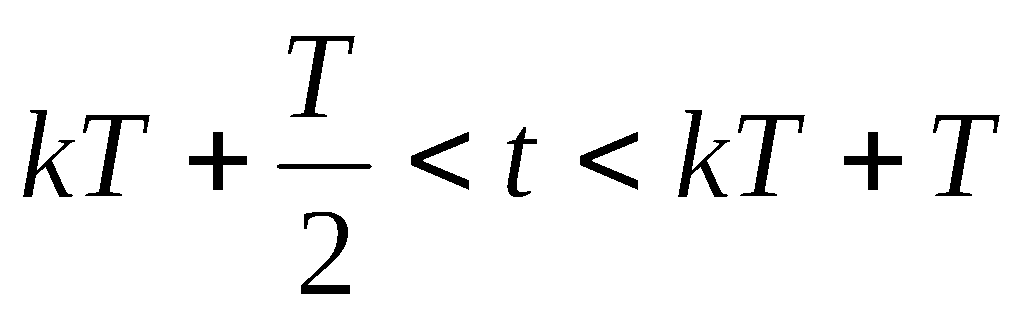 kT + T/2 < t < kT + T